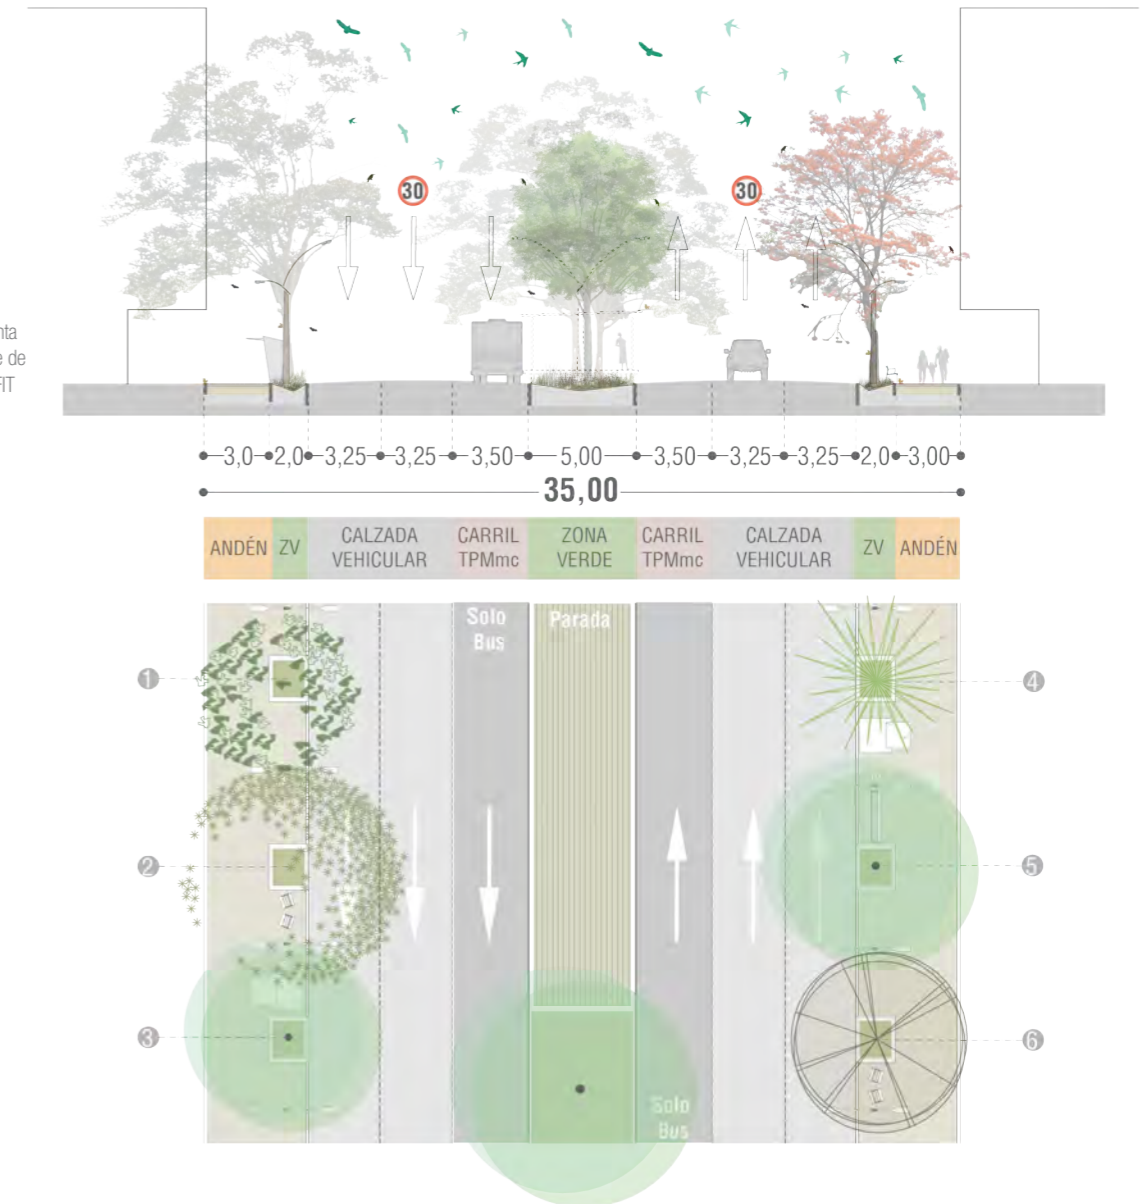 30
30
nta
e de
FIT
3,0 2,0 3,25 3,25 3,50 5,00 3,50 3,25 3,25 2,0 3,00
35,00
ANDÉN ZV CALZADA VEHICULAR CARRIL TPMmc ZONA VERDE CARRIL TPMmc CALZADA VEHICULAR ZV ANDÉN
Solo
Bus
Parada
1
4
2
5
3
6
Solo
Bus